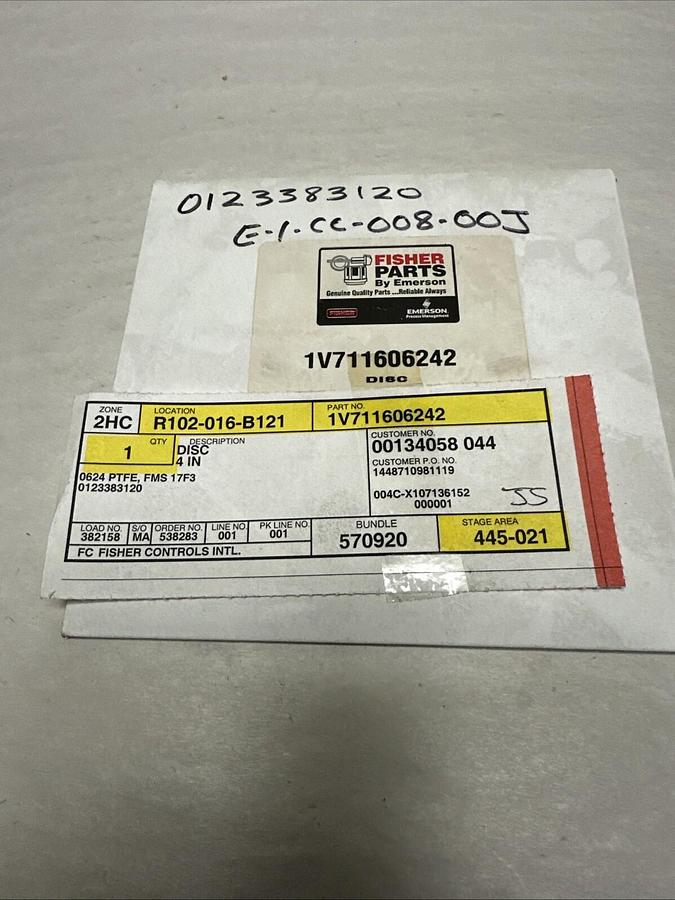 0123383120
E-1-CC-008-00J
FISHER
PARTS
By Emerson
Genuine Quality Parts ...Reliable Always
FISHER
EMERSON
Process Management
1V711606242
DISC
ZONE
2HC
LOCATION
R102-016-B121
PART NO.
1V711606242
QTY
1
DESCRIPTION
DISC
4 IN
0624 PTFE, FMS 17F3
0123383120
CUSTOMER NO.
00134058 044
CUSTOMER P.O. NO.
1448710981119
004C-X107136152
000001
JS
LOAD NO.
382158
S/O
MA
ORDER NO.
538283
LINE NO.
001
PK LINE NO.
001
BUNDLE
570920
STAGE AREA
445-021
FC FISHER CONTROLS INTL.